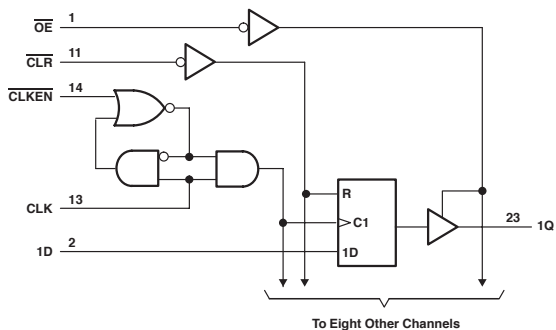 OE 1
CLR 11
CLKEN 14
CLK 13
1D 2
R
C1
1D
23 1Q
To Eight Other Channels